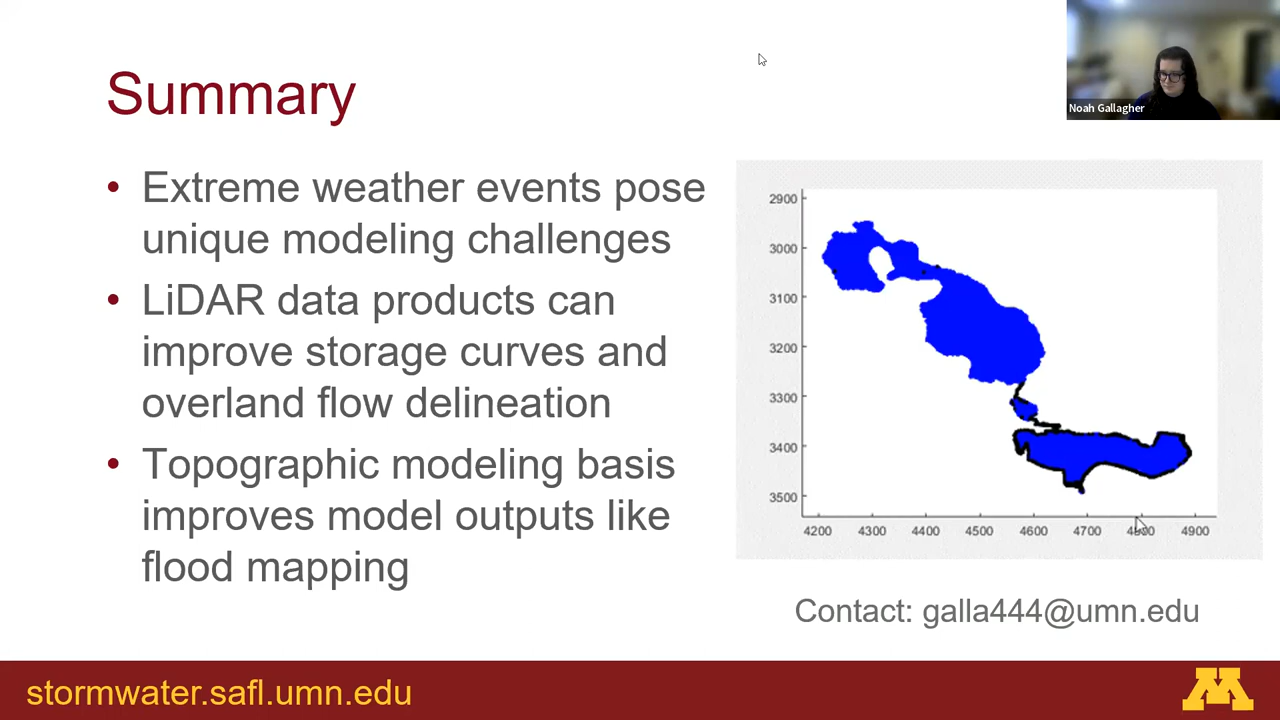 Summary
Noah Gallagher
• Extreme weather events pose
unique modeling challenges
• LiDAR data products can
improve storage curves and
overland flow delineation
• Topographic modeling basis
improves model outputs like
flood mapping
2900
3000
3100
3200
3300
3400
3500
4200 4300 4400 4500 4600 4700 4800 4900
Contact: galla444@umn.edu
stormwater.safl.umn.edu
M